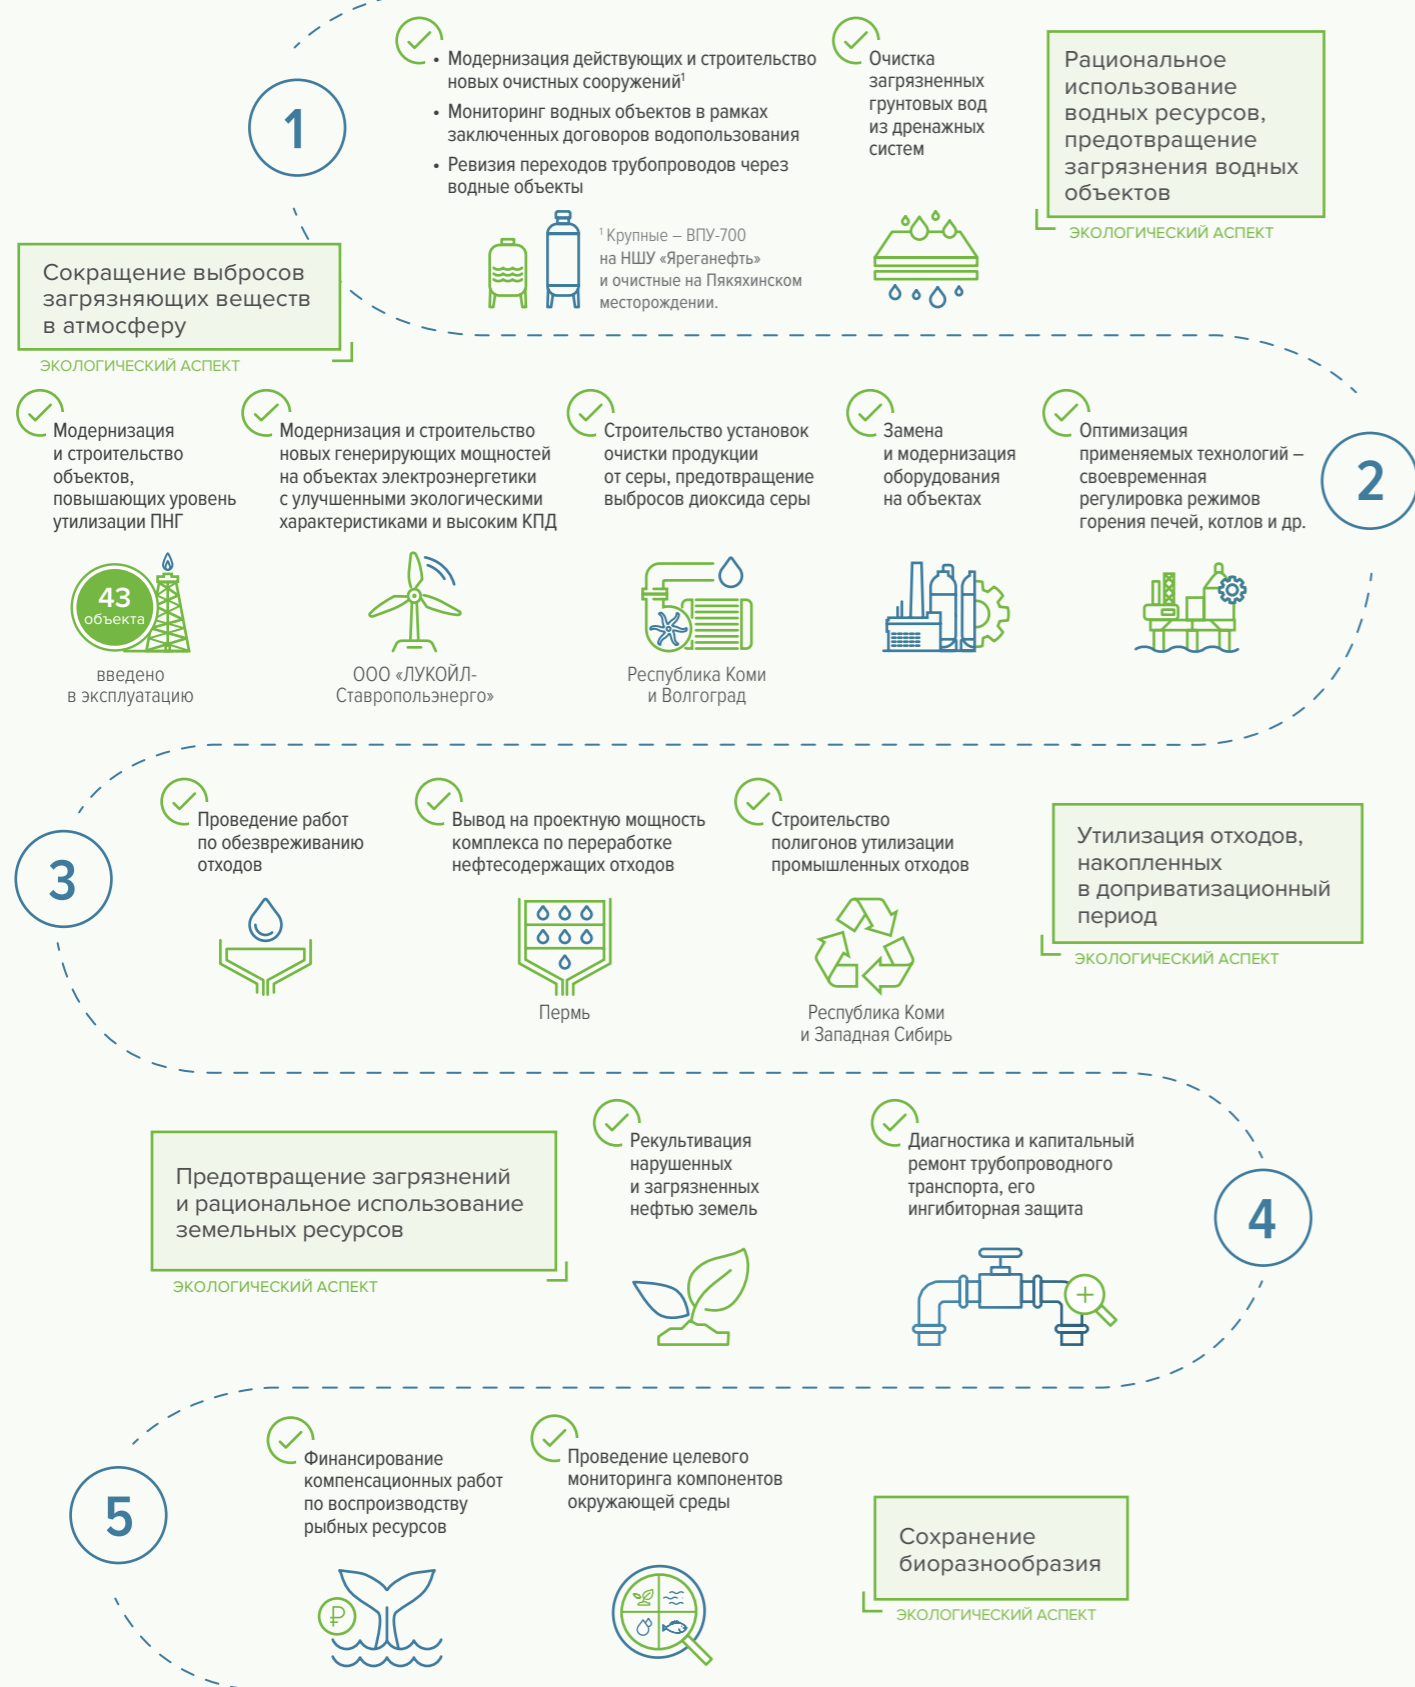 1
• Модернизация действующих и строительство
новых очистных сооружений¹
• Мониторинг водных объектов в рамках
заключенных договоров водопользования
• Ревизия переходов трубопроводов через
водные объекты
¹ Крупные – ВПУ-700
на НШУ «Яреганефть»
и очистные на Пякяхинском
месторождении.
Очистка
загрязненных
грунтовых вод
из дренажных
систем
Рациональное
использование
водных ресурсов,
предотвращение
загрязнения водных
объектов
ЭКОЛОГИЧЕСКИЙ АСПЕКТ
Сокращение выбросов
загрязняющих веществ
в атмосферу
ЭКОЛОГИЧЕСКИЙ АСПЕКТ
Модернизация
и строительство
объектов,
повышающих уровень
утилизации ПНГ
43
объекта
введено
в эксплуатацию
Модернизация и строительство
новых генерирующих мощностей
на объектах электроэнергетики
с улучшенными экологическими
характеристиками и высоким КПД
ООО «ЛУКОЙЛ-
Ставропольэнерго»
Строительство установок
очистки продукции
от серы, предотвращение
выбросов диоксида серы
Республика Коми
и Волгоград
Замена
и модернизация
оборудования
на объектах
Оптимизация
применяемых технологий –
своевременная
регулировка режимов
горения печей, котлов и др.
2
3
Проведение работ
по обезвреживанию
отходов
Вывод на проектную мощность
комплекса по переработке
нефтесодержащих отходов
Пермь
Строительство
полигонов утилизации
промышленных отходов
Республика Коми
и Западная Сибирь
Утилизация отходов,
накопленных
в доприватизационный
период
ЭКОЛОГИЧЕСКИЙ АСПЕКТ
Предотвращение загрязнений
и рациональное использование
земельных ресурсов
ЭКОЛОГИЧЕСКИЙ АСПЕКТ
Рекультивация
нарушенных
и загрязненных
нефтью земель
Диагностика и капитальный
ремонт трубопроводного
транспорта, его
ингибиторная защита
4
5
Финансирование
компенсационных работ
по воспроизводству
рыбных ресурсов
₽
Проведение целевого
мониторинга компонентов
окружающей среды
Сохранение
биоразнообразия
ЭКОЛОГИЧЕСКИЙ АСПЕКТ